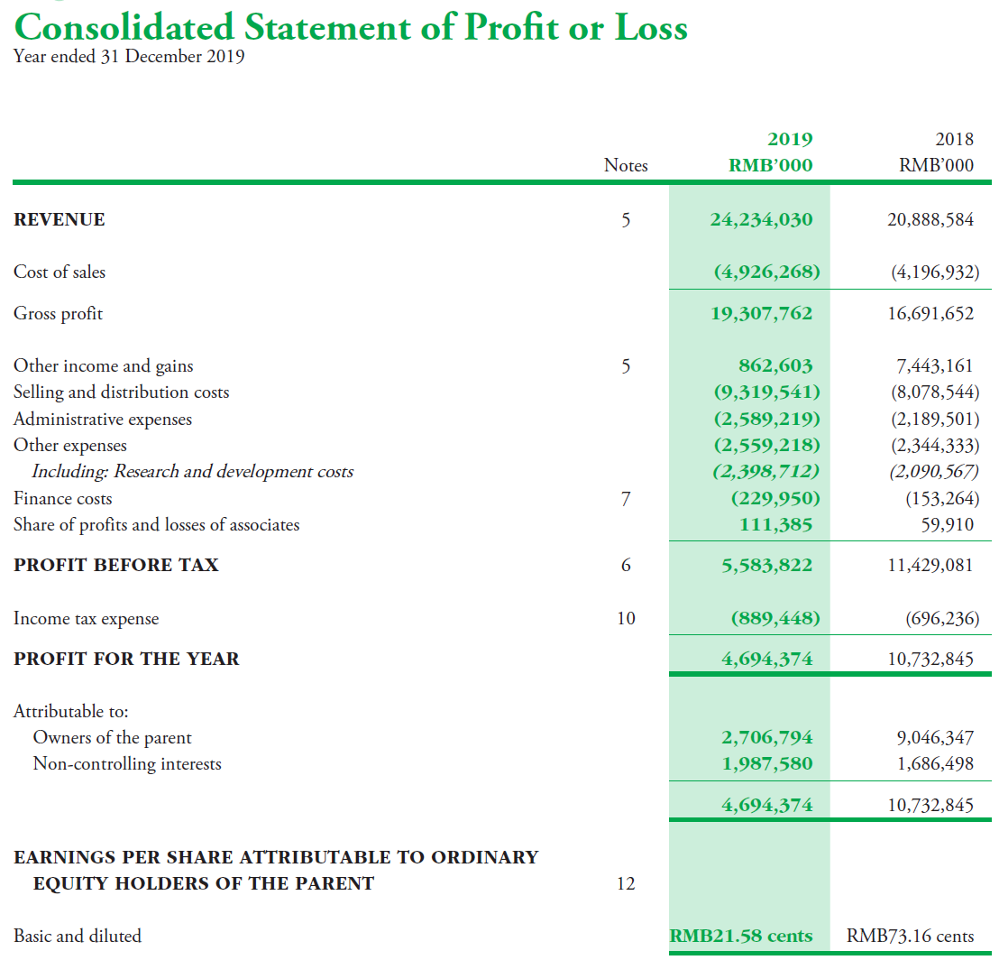 Consolidated Statement of Profit or Loss
Year ended 31 December 2019
2019 2018
Notes RMB’000 RMB’000
REVENUE 5 24,234,030 20,888,584
Cost of sales (4,926,268) (4,196,932)
Gross profit 19,307,762 16,691,652
Other income and gains 5 862,603 7,443,161
Selling and distribution costs (9,319,541) (8,078,544)
Administrative expenses (2,589,219) (2,189,501)
Other expenses (2,559,218) (2,344,333)
Including: Research and development costs (2,398,712) (2,090,567)
Finance costs 7 (229,950) (153,264)
Share of profits and losses of associates 111,385 59,910
PROFIT BEFORE TAX 6 5,583,822 11,429,081
Income tax expense 10 (889,448) (696,236)
PROFIT FOR THE YEAR 4,694,374 10,732,845
Attributable to:
Owners of the parent 2,706,794 9,046,347
Non-controlling interests 1,987,580 1,686,498
4,694,374 10,732,845
EARNINGS PER SHARE ATTRIBUTABLE TO ORDINARY
EQUITY HOLDERS OF THE PARENT 12
Basic and diluted RMB21.58 cents RMB73.16 cents